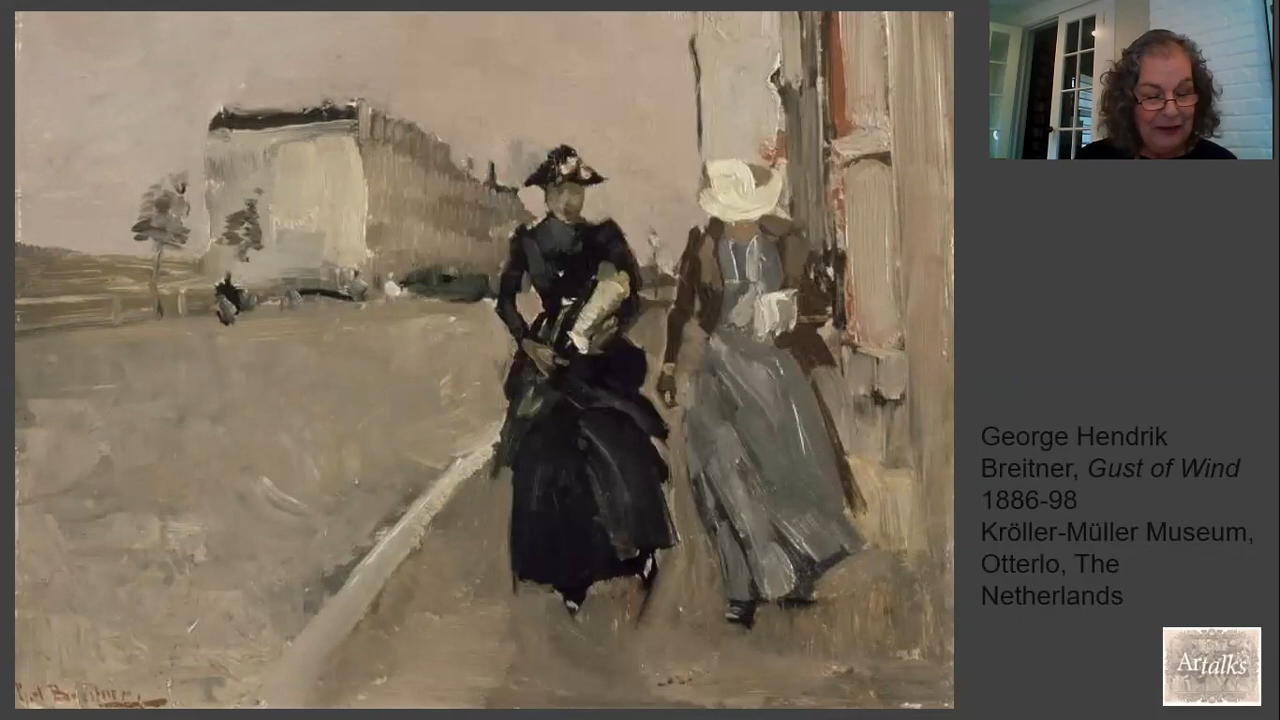 George Hendrik
Breitner, Gust of Wind
1886-98
Kröller-Müller Museum,
Otterlo, The
Netherlands
Artalks